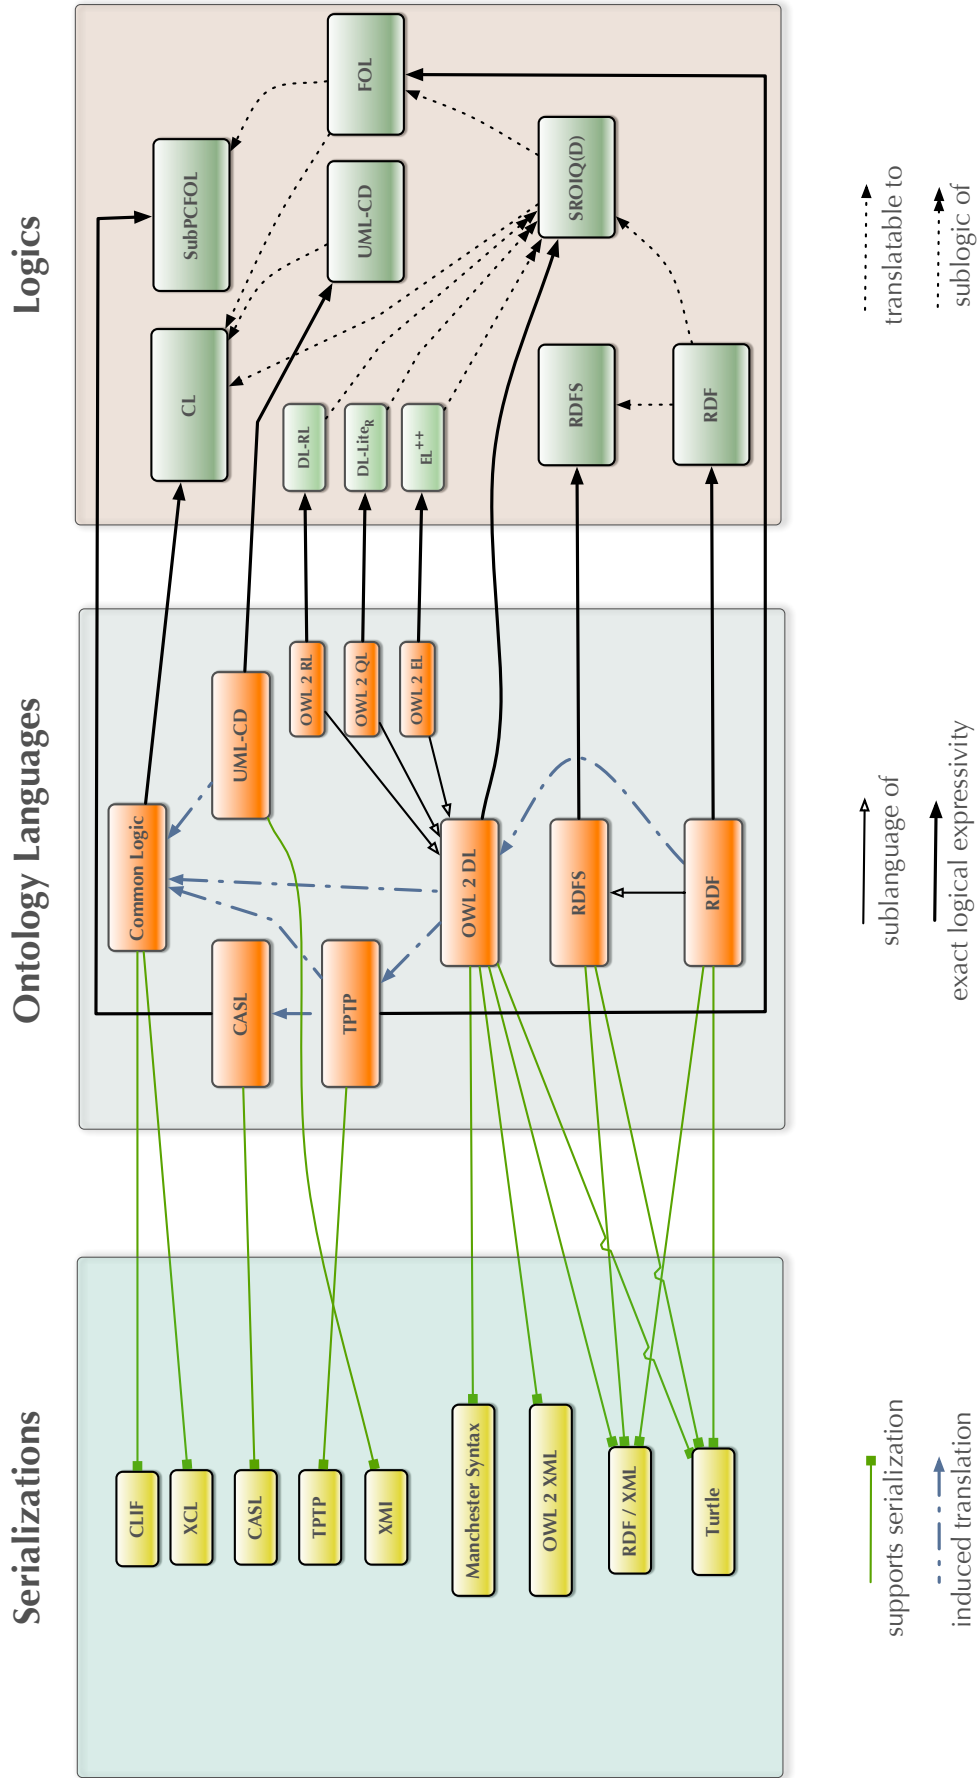 Serializations
Ontology Languages
Logics
CLIF
XCL
CASL
TPTP
XMI
Manchester Syntax
OWL 2 XML
RDF / XML
Turtle
Common Logic
UML-CD
CASL
TPTP
OWL 2 RL
OWL 2 QL
OWL 2 EL
OWL 2 DL
RDFS
RDF
SubPCFOL
CL
FOL
UML-CD
DL-RL
DL-LiteR
EL++
SROIQ(D)
RDFS
RDF
supports serialization
induced translation
sublanguage of
exact logical expressivity
translatable to
sublogic of